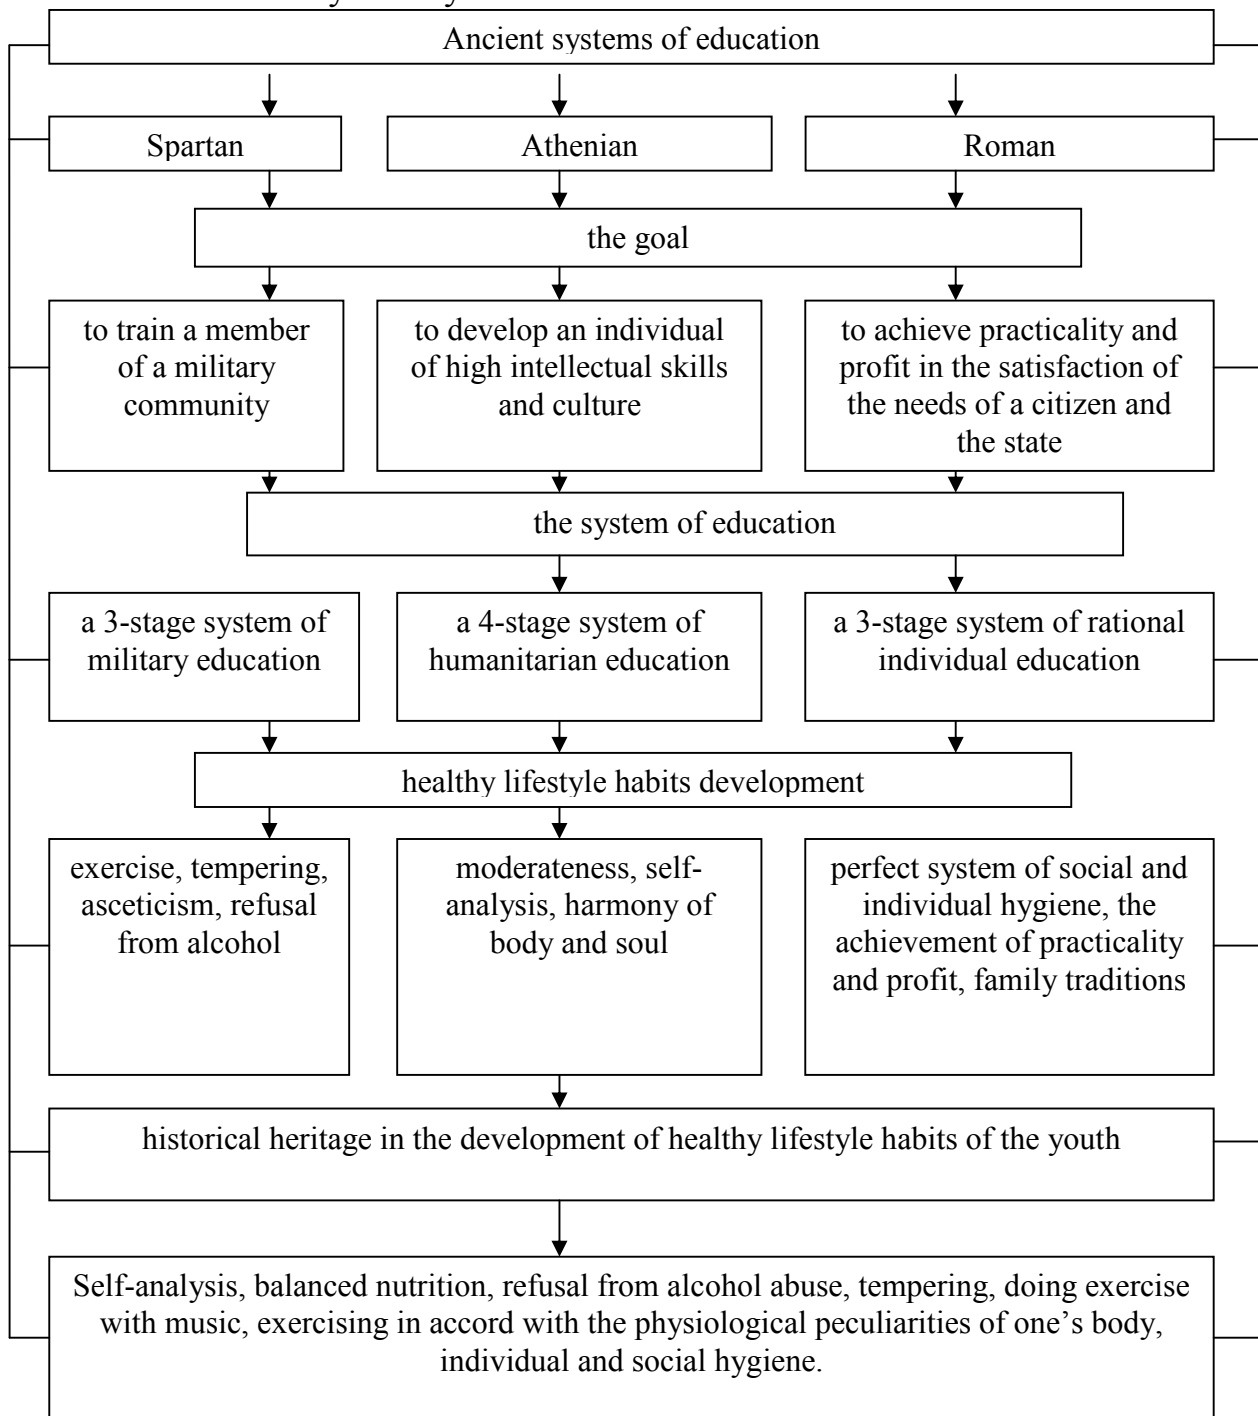 Ancient systems of education
Spartan
Athenian
Roman
the goal
to train a member
of a military
community
to develop an individual
of high intellectual skills
and culture
to achieve practicality and
profit in the satisfaction of
the needs of a citizen and
the state
the system of education
a 3-stage system of
military education
a 4-stage system of
humanitarian education
a 3-stage system of rational
individual education
healthy lifestyle habits development
exercise, tempering,
asceticism, refusal
from alcohol
moderateness, self-
analysis, harmony of
body and soul
perfect system of social and
individual hygiene, the
achievement of practicality
and profit, family traditions
historical heritage in the development of healthy lifestyle habits of the youth
Self-analysis, balanced nutrition, refusal from alcohol abuse, tempering, doing exercise
with music, exercising in accord with the physiological peculiarities of one’s body,
individual and social hygiene.